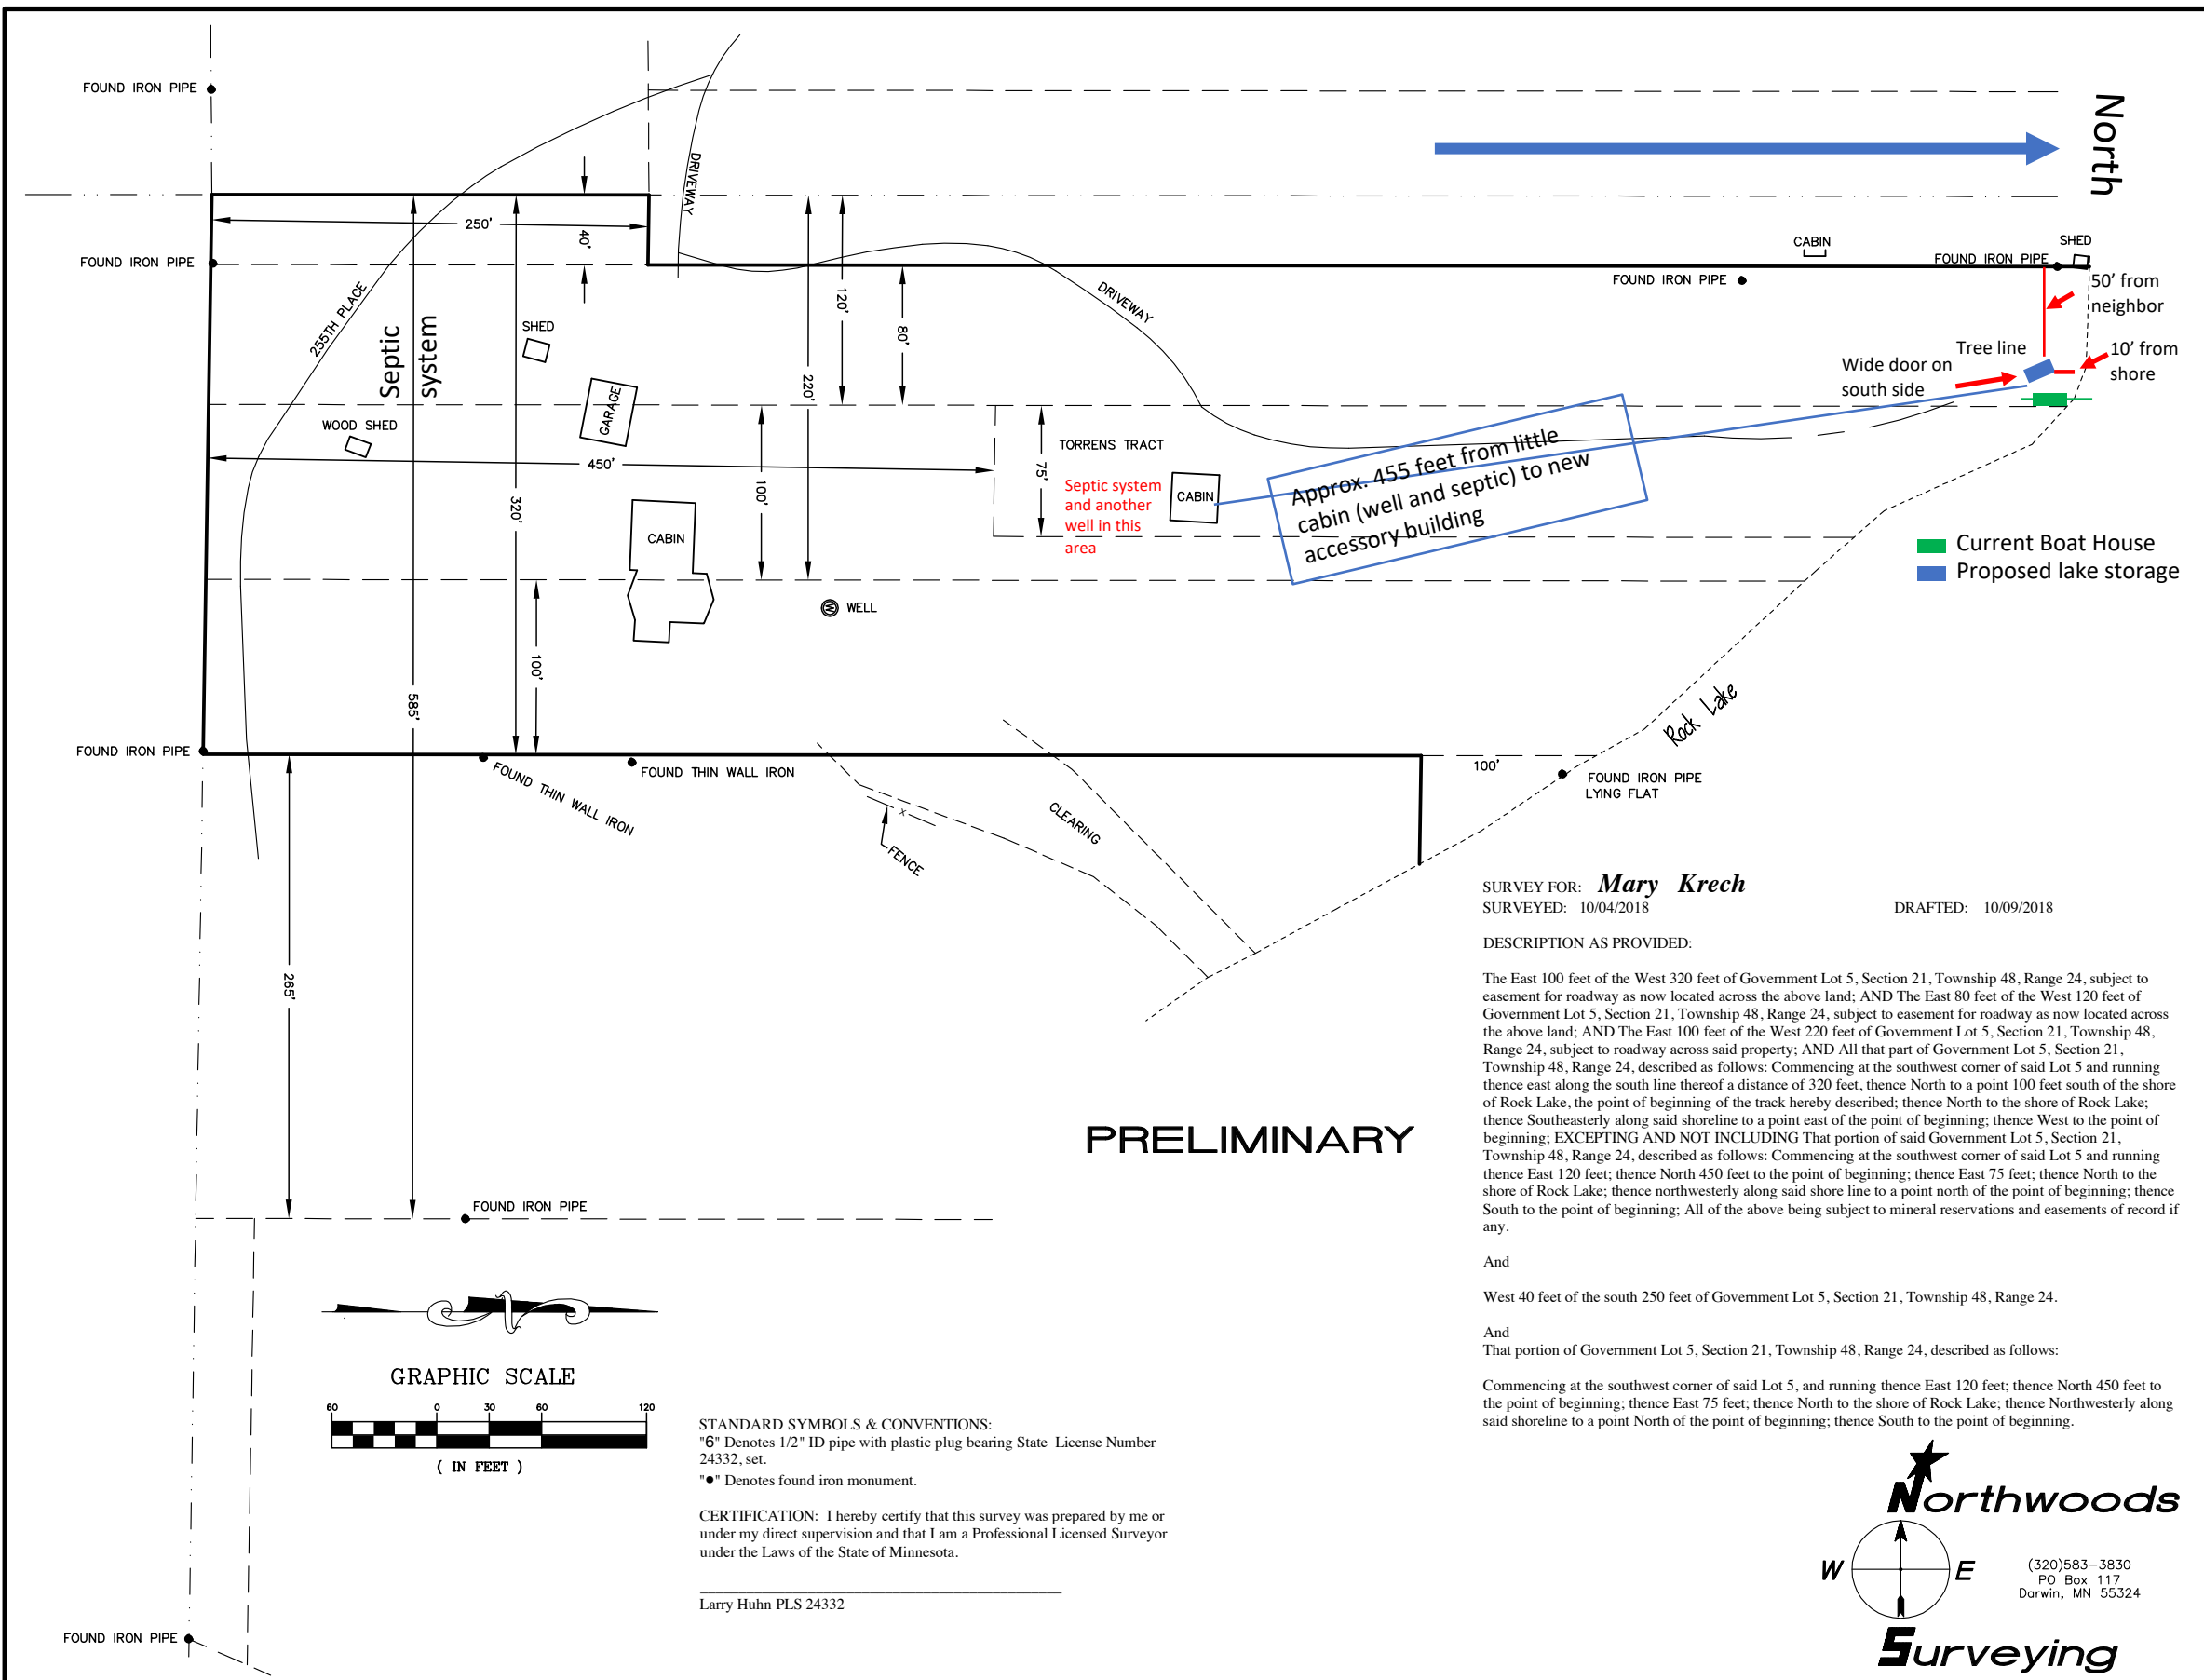 FOUND IRON PIPE
North
DRIVEWAY
250'
40'
FOUND IRON PIPE
CABIN
SHED
FOUND IRON PIPE
FOUND IRON PIPE
50' from
neighbor
255TH PLACE
Septic
system
SHED
120'
80'
DRIVEWAY
Tree line
10' from
shore
Wide door on
south side
GARAGE
220'
WOOD SHED
450'
100'
75'
TORRENS TRACT
Septic system
and another
well in this
area
CABIN
Approx. 455 feet from little
cabin (well and septic) to new
accessory building
320'
CABIN
Current Boat House
Proposed lake storage
W WELL
100'
585'
Rock Lake
FOUND IRON PIPE
FOUND THIN WALL IRON
FOUND THIN WALL IRON
100'
FOUND IRON PIPE
LYING FLAT
CLEARING
x
FENCE
265'
SURVEY FOR: Mary Krech
SURVEYED: 10/04/2018 DRAFTED: 10/09/2018
DESCRIPTION AS PROVIDED:
The East 100 feet of the West 320 feet of Government Lot 5, Section 21, Township 48, Range 24, subject to
easement for roadway as now located across the above land; AND The East 80 feet of the West 120 feet of
Government Lot 5, Section 21, Township 48, Range 24, subject to easement for roadway as now located across
the above land; AND The East 100 feet of the West 220 feet of Government Lot 5, Section 21, Township 48,
Range 24, subject to roadway across said property; AND All that part of Government Lot 5, Section 21,
Township 48, Range 24, described as follows: Commencing at the southwest corner of said Lot 5 and running
thence east along the south line thereof a distance of 320 feet, thence North to a point 100 feet south of the shore
of Rock Lake, the point of beginning of the track hereby described; thence North to the shore of Rock Lake;
thence Southeasterly along said shoreline to a point east of the point of beginning; thence West to the point of
beginning; EXCEPTING AND NOT INCLUDING That portion of said Government Lot 5, Section 21,
Township 48, Range 24, described as follows: Commencing at the southwest corner of said Lot 5 and running
thence East 120 feet; thence North 450 feet to the point of beginning; thence East 75 feet; thence North to the
shore of Rock Lake; thence northwesterly along said shore line to a point north of the point of beginning; thence
South to the point of beginning; All of the above being subject to mineral reservations and easements of record if
any.
And
West 40 feet of the south 250 feet of Government Lot 5, Section 21, Township 48, Range 24.
And
That portion of Government Lot 5, Section 21, Township 48, Range 24, described as follows:
Commencing at the southwest corner of said Lot 5, and running thence East 120 feet; thence North 450 feet to
the point of beginning; thence East 75 feet; thence North to the shore of Rock Lake; thence Northwesterly along
said shoreline to a point North of the point of beginning; thence South to the point of beginning.
PRELIMINARY
FOUND IRON PIPE
GRAPHIC SCALE
60 0 30 60 120
( IN FEET )
STANDARD SYMBOLS & CONVENTIONS:
"6" Denotes 1/2" ID pipe with plastic plug bearing State License Number
24332, set.
"●" Denotes found iron monument.
CERTIFICATION: I hereby certify that this survey was prepared by me or
under my direct supervision and that I am a Professional Licensed Surveyor
under the Laws of the State of Minnesota.
Larry Huhn PLS 24332
FOUND IRON PIPE
Northwoods
W E
(320)583-3830
PO Box 117
Darwin, MN 55324
Surveying